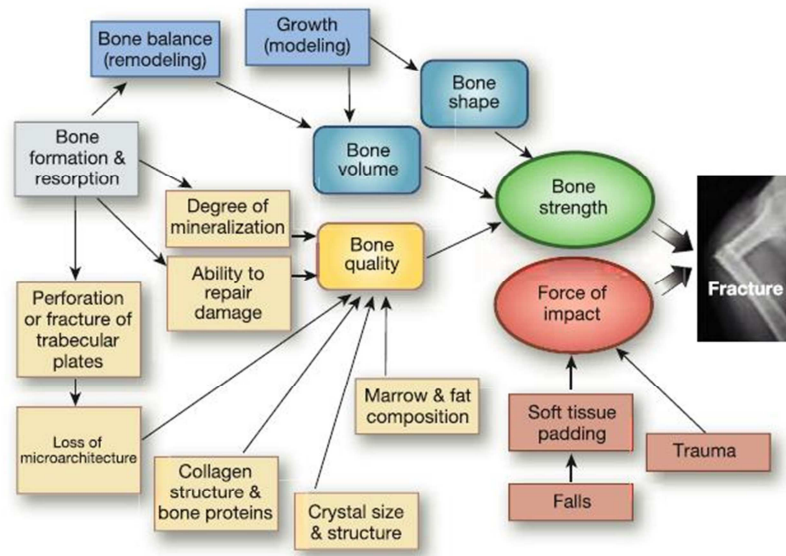 Bone balance
(remodeling)
Growth
(modeling)
Bone
shape
Bone
formation &
resorption
Bone
volume
Bone
strength
Degree of
mineralization
Bone
quality
Ability to
repair
damage
Perforation
or fracture of
trabecular
plates
Force of
impact
Fracture
Marrow & fat
composition
Soft tissue
padding
Loss of
microarchitecture
Trauma
Collagen
structure &
bone proteins
Crystal size
& structure
Falls